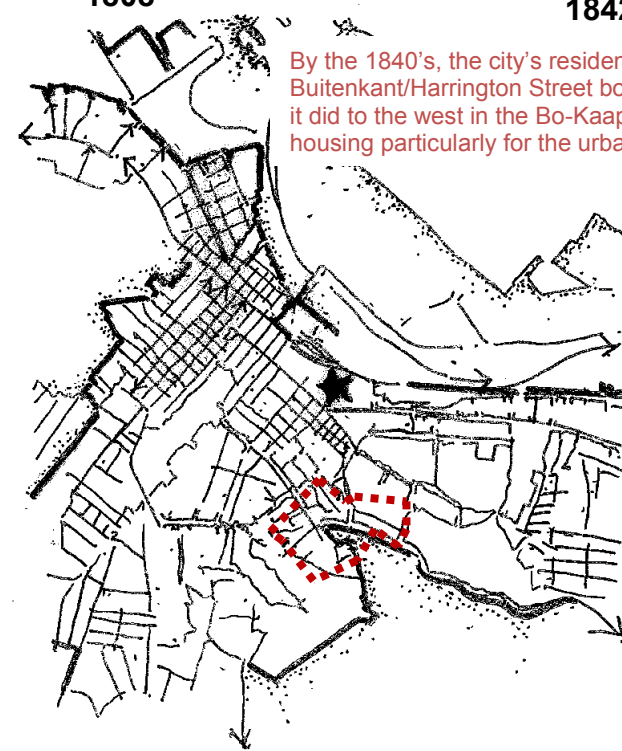 184
By the 1840's, the city's residen
Buitenkant/Harrington Street bo
it did to the west in the Bo-Kaap
housing particularly for the urba